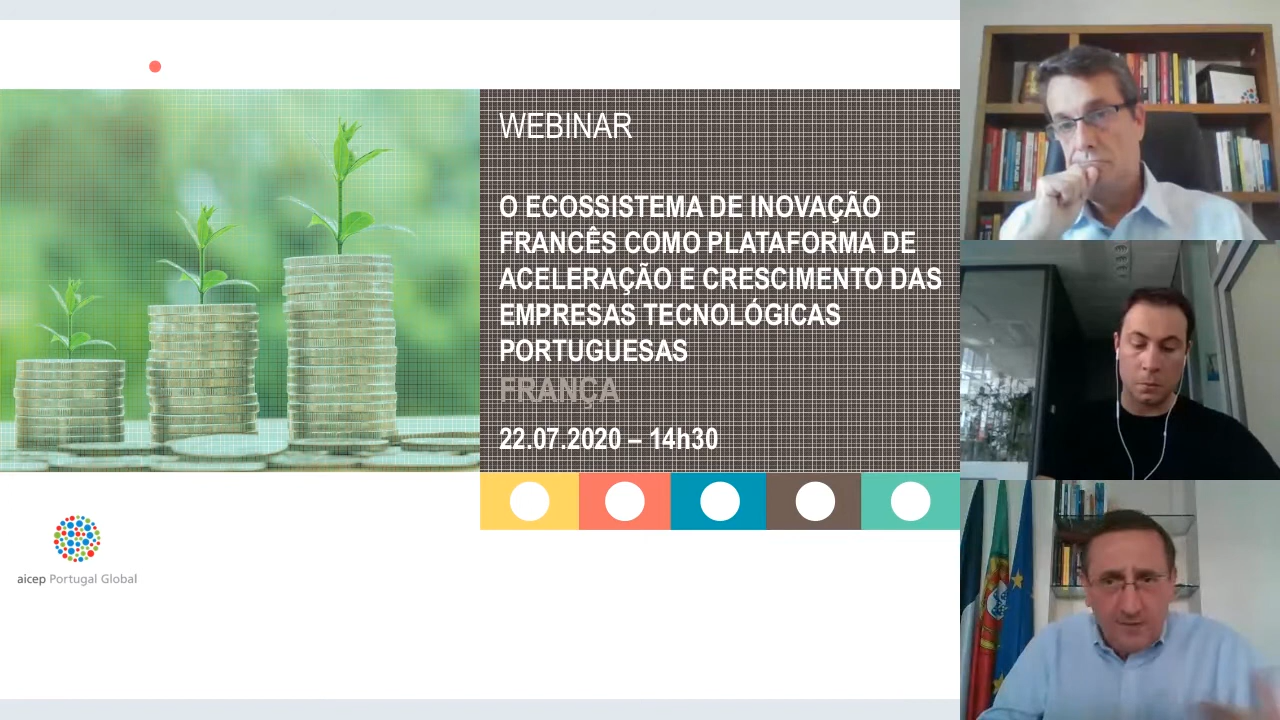 WEBINAR
O ECOSSISTEMA DE INOVAÇÃO
FRANCÊS COMO PLATAFORMA DE
ACELERAÇÃO E CRESCIMENTO DAS
EMPRESAS TECNOLÓGICAS
PORTUGUESAS
FRANÇA
22.07.2020 – 14h30
aicep Portugal Global